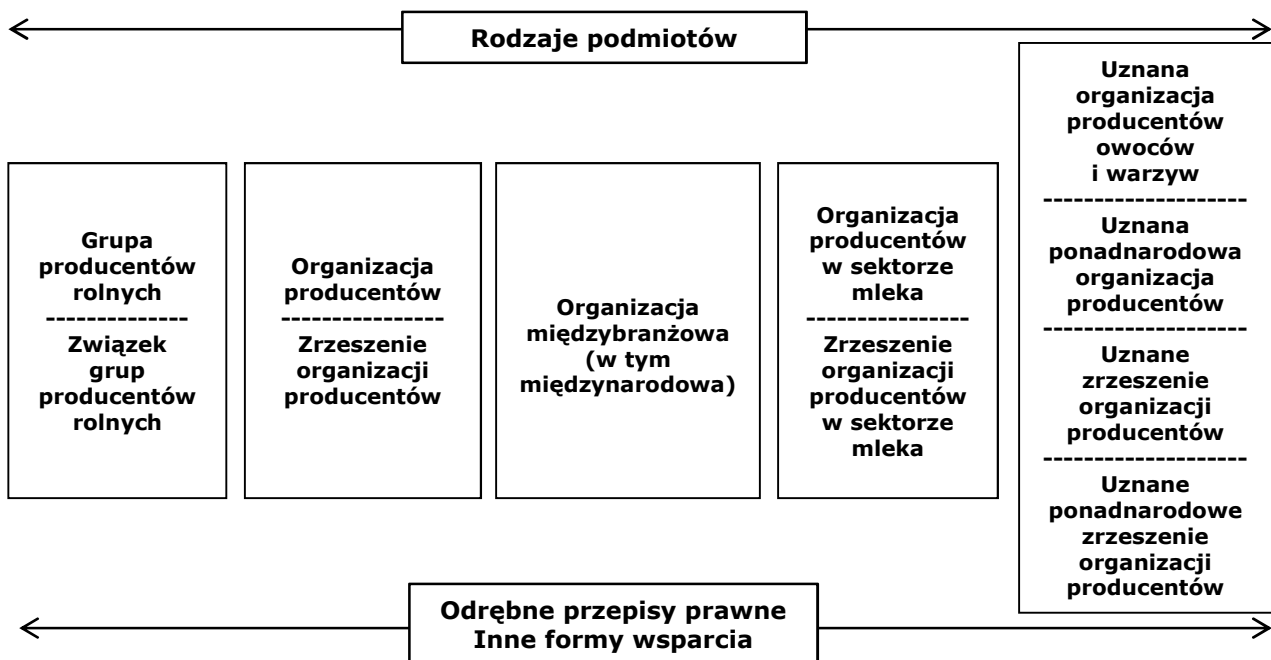 Rodzaje podmiotów
Grupa
producentów
rolnych
--------------
Związek
grup
producentów
rolnych
Organizacja
producentów
----------------
Zrzeszenie
organizacji
producentów
Organizacja
międzybranżowa
(w tym
międzynarodowa)
Organizacja
producentów
w sektorze
mleka
----------------
Zrzeszenie
organizacji
producentów
w sektorze
mleka
Uznana
organizacja
producentów
owoców
i warzyw
--------------------
Uznana
ponadnarodowa
organizacja
producentów
--------------------
Uznane
zrzeszenie
organizacji
producentów
--------------------
Uznane
ponadnarodowe
zrzeszenie
organizacji
producentów
Odrębne przepisy prawne
Inne formy wsparcia